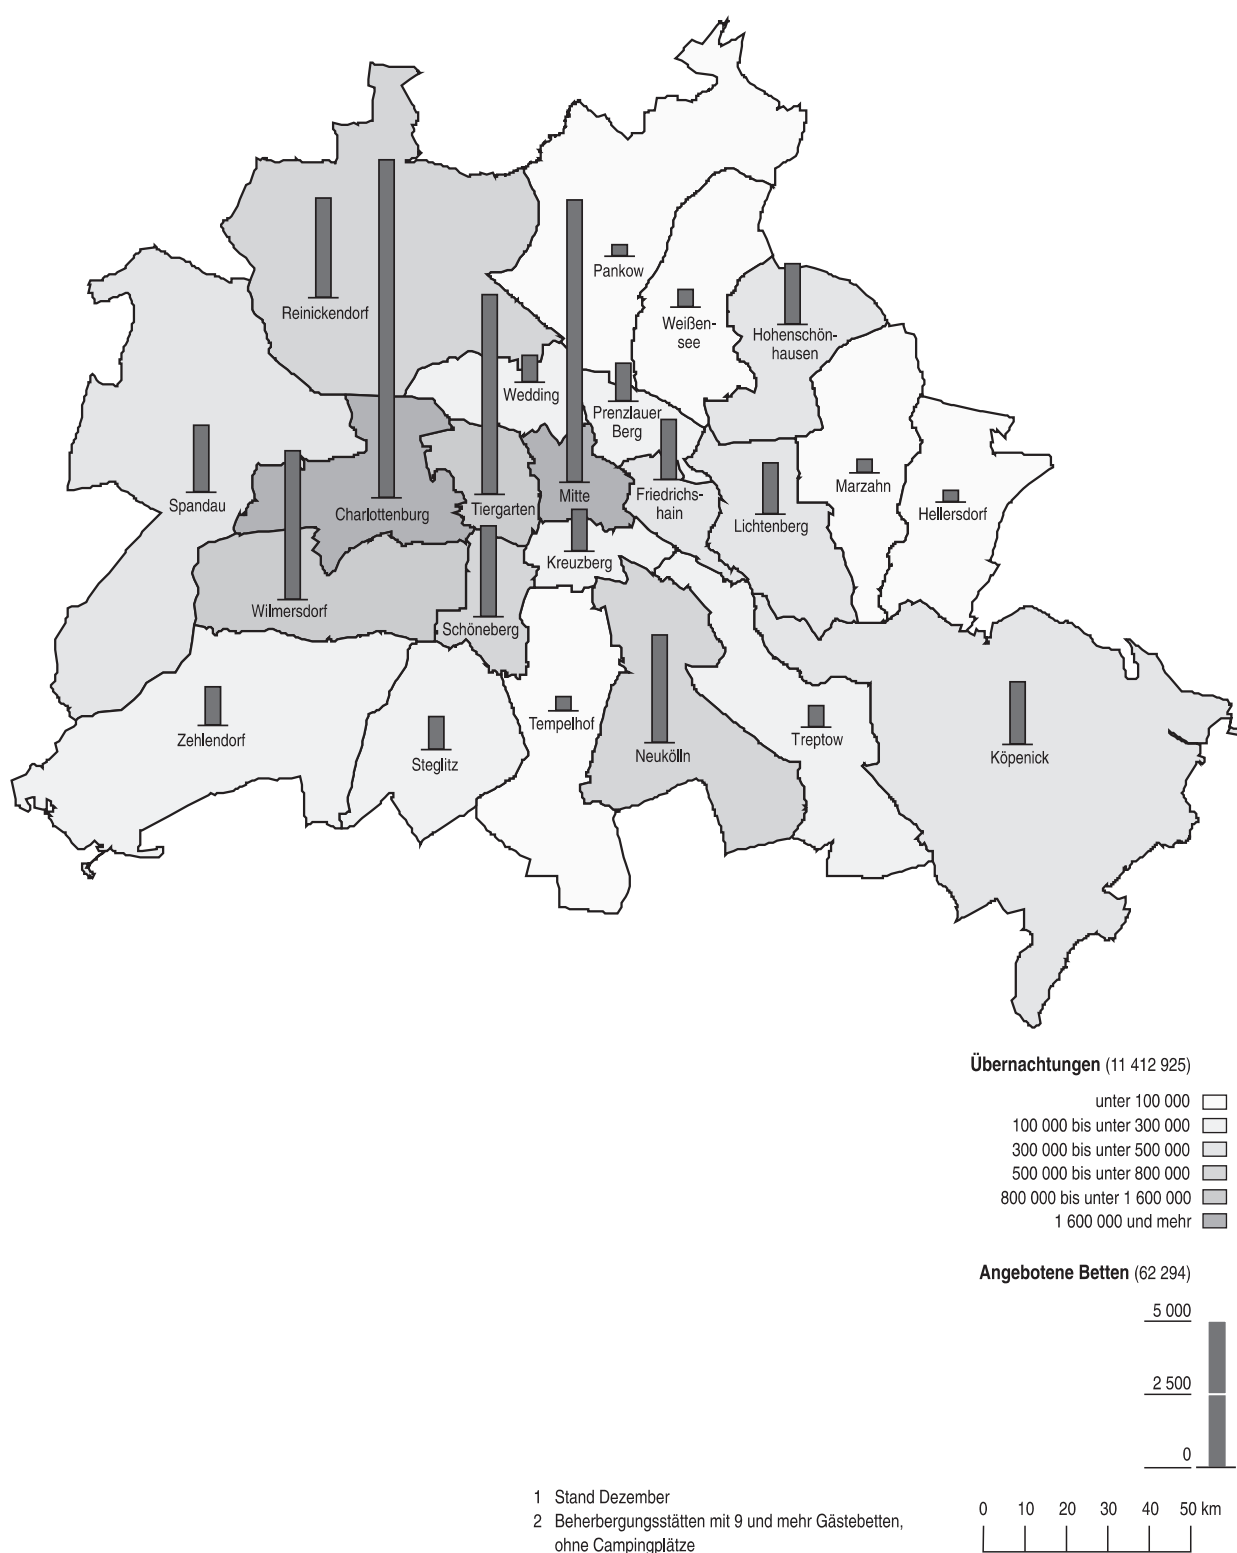 Pankow
Reinickendorf
Weißen-
see
Hohenschön-
hausen
Wedding
Prenzlauer
Berg
Spandau
Charlottenburg
Tiergarten
Mitte
Friedrichs-
hain
Lichtenberg
Marzahn
Hellersdorf
Kreuzberg
Wilmersdorf
Schöneberg
Zehlendorf
Steglitz
Tempelhof
Neukölln
Treptow
Köpenick
Übernachtungen (11 412 925)
unter 100 000
100 000 bis unter 300 000
300 000 bis unter 500 000
500 000 bis unter 800 000
800 000 bis unter 1 600 000
1 600 000 und mehr
Angebotene Betten (62 294)
5 000
2 500
0
1 Stand Dezember
2 Beherbergungsstätten mit 9 und mehr Gästebetten,
ohne Campingplätze
0 10 20 30 40 50 km